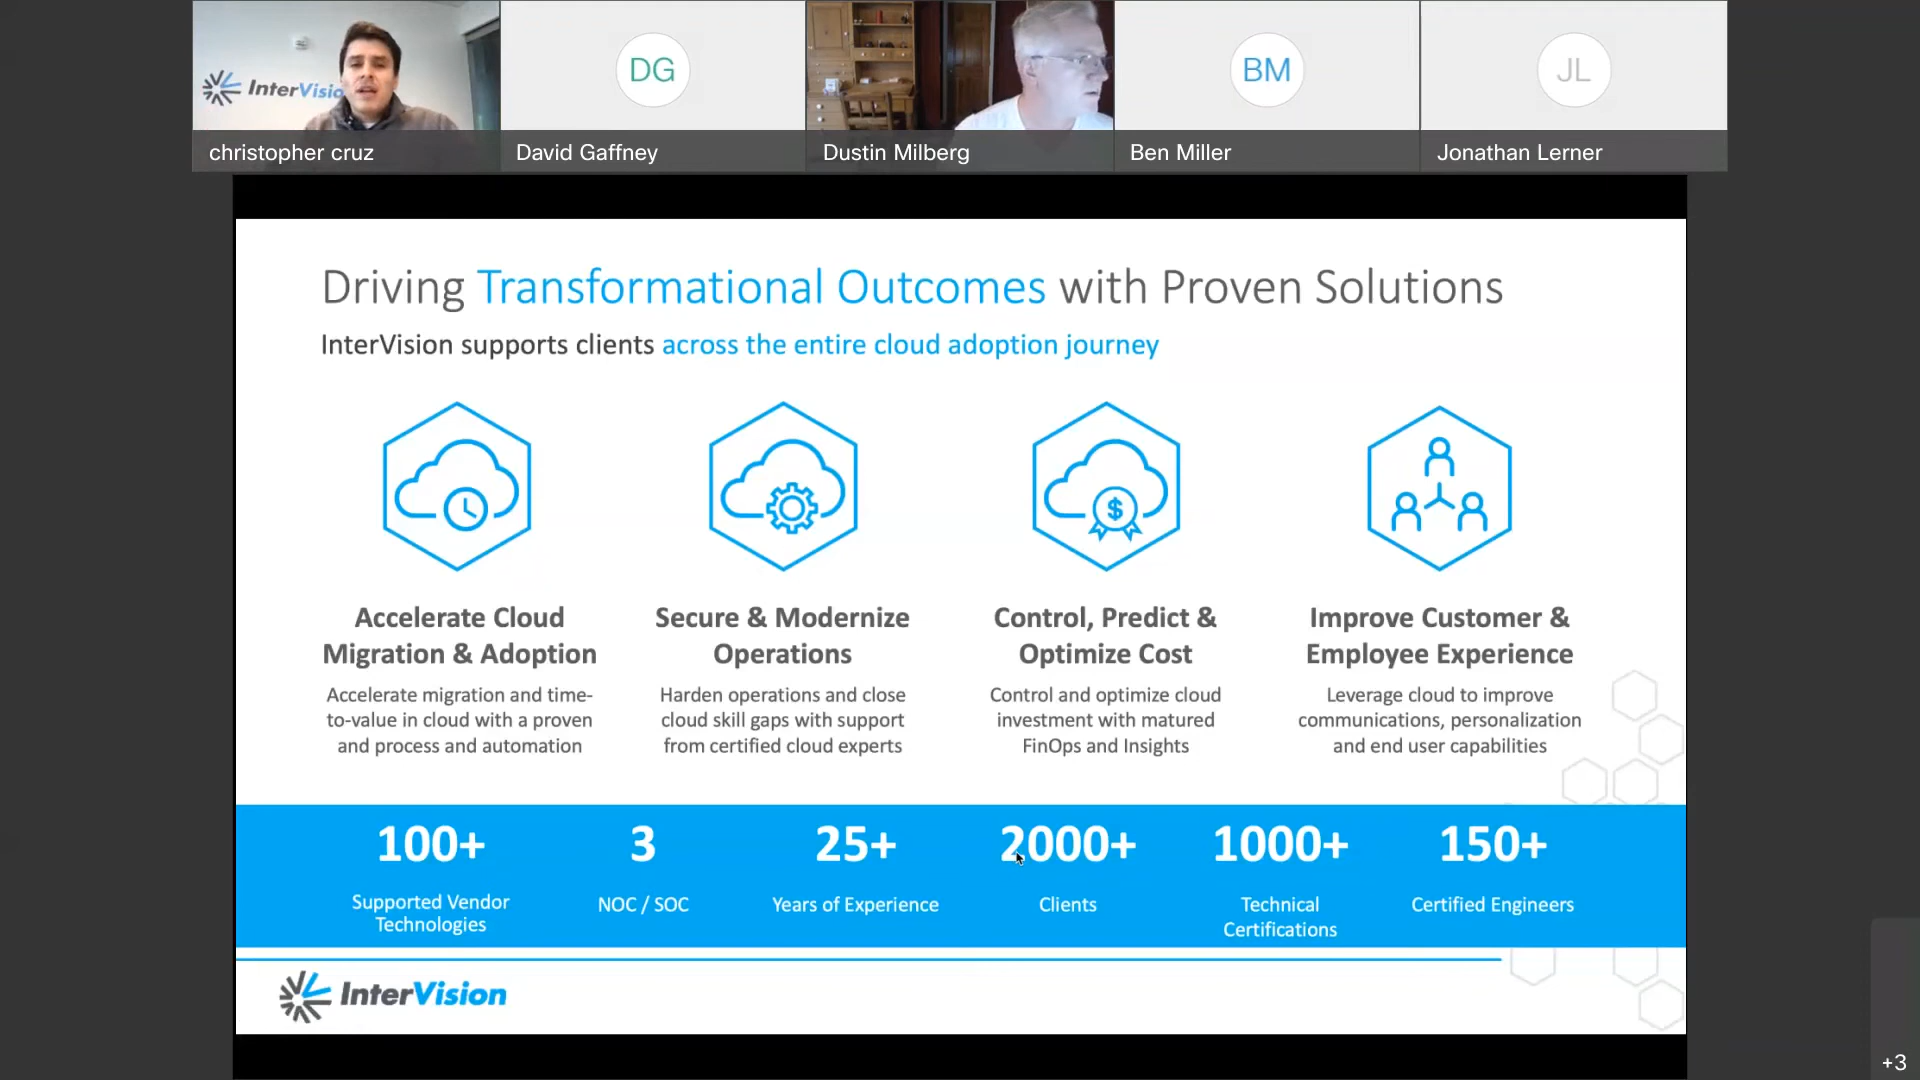 InterVisio
DG
BM
JL
christopher cruz
David Gaffney
Dustin Milberg
Ben Miller
Jonathan Lerner
Driving Transformational Outcomes with Proven Solutions
InterVision supports clients across the entire cloud adoption journey
$
Accelerate Cloud
Migration & Adoption
Accelerate migration and time-
to-value in cloud with a proven
and process and automation
Secure & Modernize
Operations
Harden operations and close
cloud skill gaps with support
from certified cloud experts
Control, Predict &
Optimize Cost
Control and optimize cloud
investment with matured
FinOps and Insights
Improve Customer &
Employee Experience
Leverage cloud to improve
communications, personalization
and end user capabilities
100+
Supported Vendor
Technologies
3
NOC / SOC
25+
Years of Experience
2000+
Clients
1000+
Technical
Certifications
150+
Certified Engineers
InterVision
+3